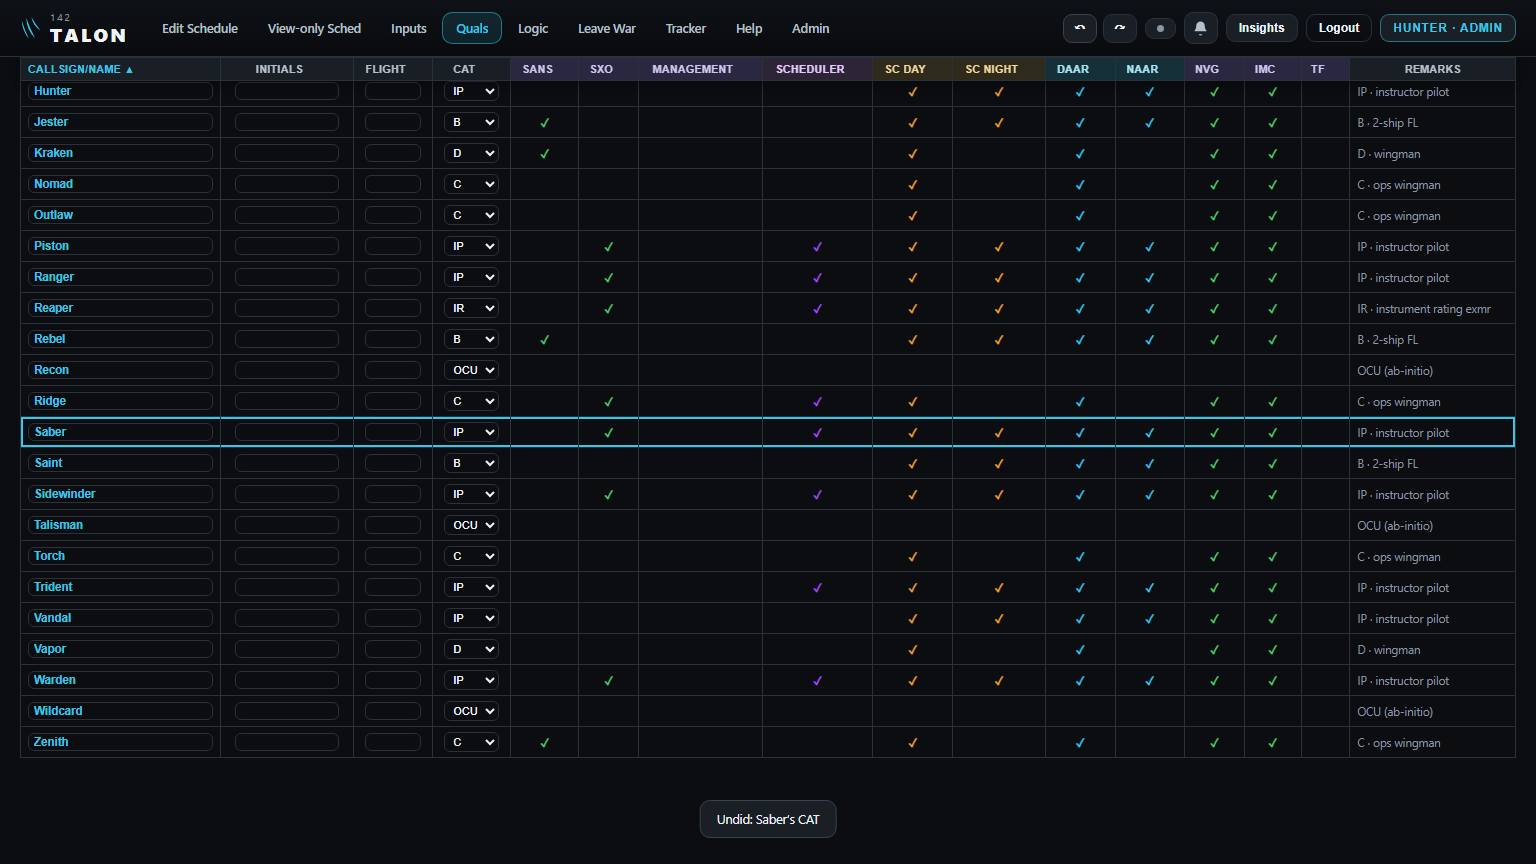 142
TALON
Edit Schedule View-only Sched Inputs Quals Logic Leave War Tracker Help Admin
Insights Logout HUNTER · ADMIN
CALLSIGN/NAME ▲ INITIALS FLIGHT CAT SANS SXO MANAGEMENT SCHEDULER SC DAY SC NIGHT DAAR NAAR NVG IMC TF REMARKS
Hunter IP ✓ ✓ ✓ ✓ ✓ ✓ IP · instructor pilot
Jester B ✓ ✓ ✓ ✓ ✓ ✓ ✓ B · 2-ship FL
Kraken D ✓ ✓ ✓ ✓ ✓ D · wingman
Nomad C ✓ ✓ ✓ ✓ C · ops wingman
Outlaw C ✓ ✓ ✓ ✓ C · ops wingman
Piston IP ✓ ✓ ✓ ✓ ✓ ✓ ✓ ✓ IP · instructor pilot
Ranger IP ✓ ✓ ✓ ✓ ✓ ✓ ✓ ✓ IP · instructor pilot
Reaper IR ✓ ✓ ✓ ✓ ✓ ✓ ✓ ✓ IR · instrument rating exmr
Rebel B ✓ ✓ ✓ ✓ ✓ ✓ ✓ B · 2-ship FL
Recon OCU OCU (ab-initio)
Ridge C ✓ ✓ ✓ ✓ ✓ ✓ C · ops wingman
Saber IP ✓ ✓ ✓ ✓ ✓ ✓ ✓ ✓ IP · instructor pilot
Saint B ✓ ✓ ✓ ✓ ✓ ✓ B · 2-ship FL
Sidewinder IP ✓ ✓ ✓ ✓ ✓ ✓ ✓ ✓ IP · instructor pilot
Talisman OCU OCU (ab-initio)
Torch C ✓ ✓ ✓ ✓ C · ops wingman
Trident IP ✓ ✓ ✓ ✓ ✓ ✓ ✓ IP · instructor pilot
Vandal IP ✓ ✓ ✓ ✓ ✓ ✓ IP · instructor pilot
Vapor D ✓ ✓ ✓ ✓ D · wingman
Warden IP ✓ ✓ ✓ ✓ ✓ ✓ ✓ ✓ IP · instructor pilot
Wildcard OCU OCU (ab-initio)
Zenith C ✓ ✓ ✓ ✓ ✓ C · ops wingman
Undid: Saber's CAT